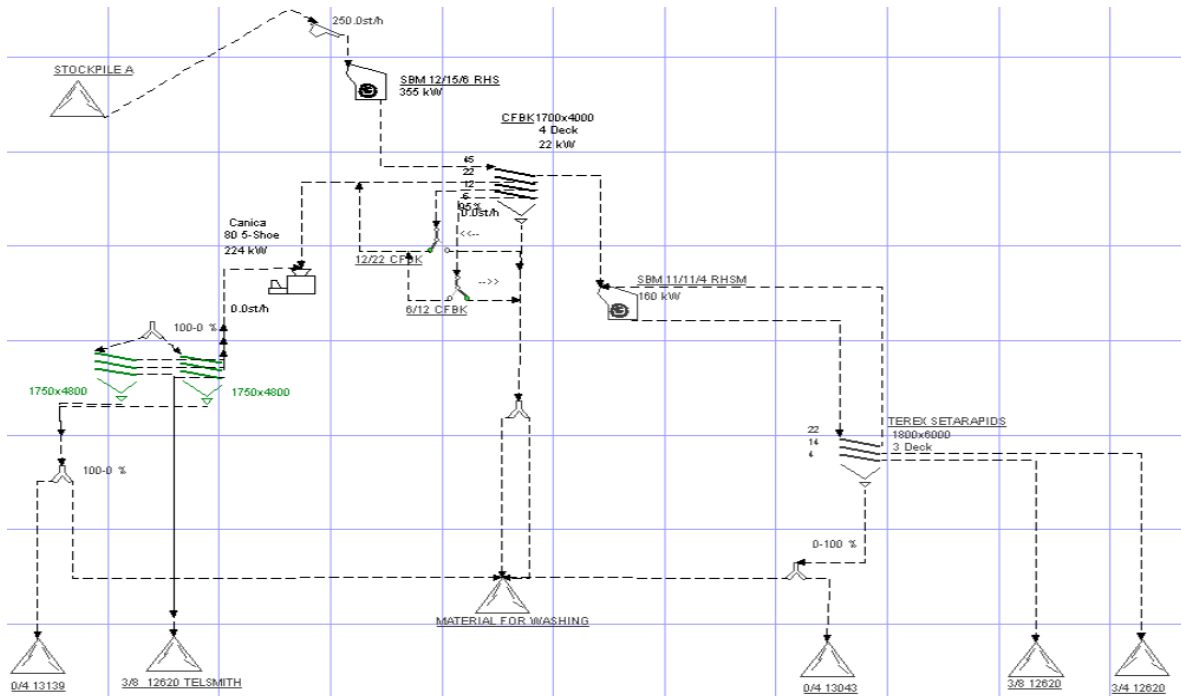 250.0st/h
STOCKPILE A
SBM 12/15/6 RHS
355 kW
CFBK1700x4000
4 Deck
22 kW
45
22
12
6
95%
0.0st/h
Canica
80 5-Shoe
224 kW
<<--
12/22 CFBK
-->>
SBM 11/11/4 RHSM
160 kW
6/12 CFBK
0.0st/h
100-0 %
1750x4800
1750x4800
TEREX SETARAPIDS
22
1800x6000
14
3 Deck
4
100-0 %
0-100 %
MATERIAL FOR WASHING
0/4 13139
3/8 12620 TELSMITH
0/4 13043
3/8 12620
3/4 12620